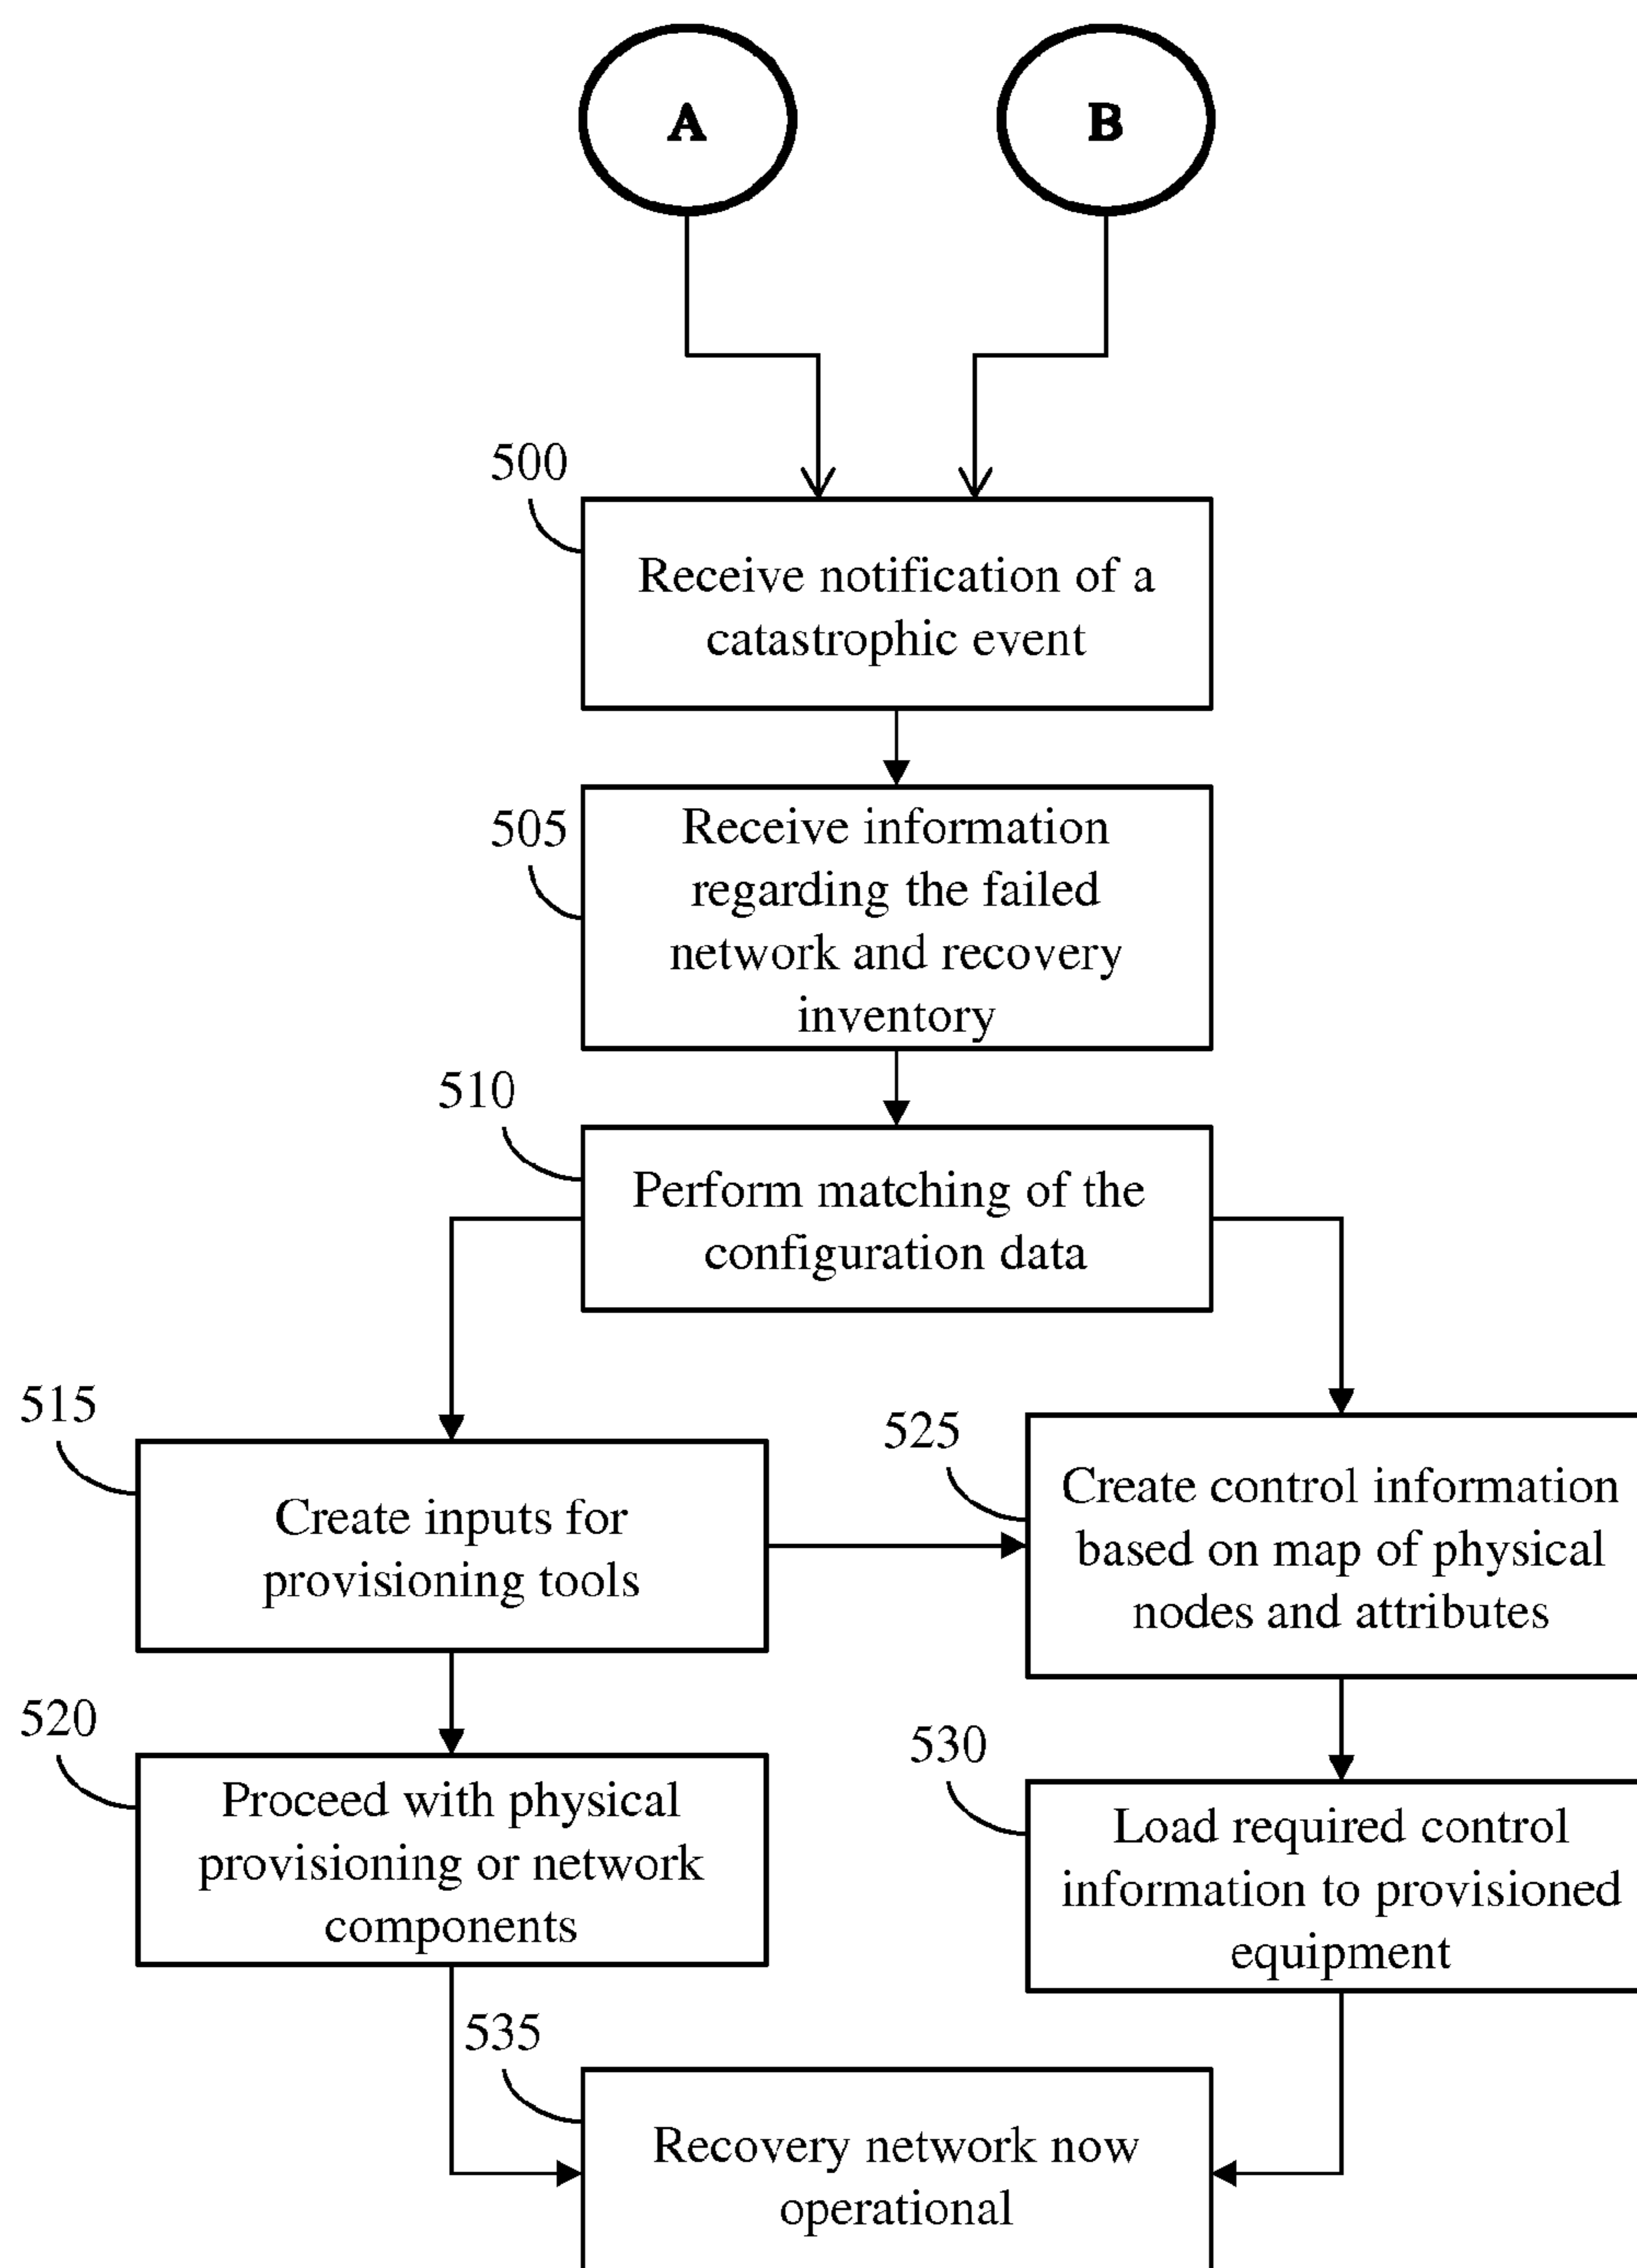 A
B
500
Receive notification of a
catastrophic event
505
Receive information
regarding the failed
network and recovery
inventory
510
Perform matching of the
configuration data
515
Create inputs for
provisioning tools
525
Create control information
based on map of physical
nodes and attributes
520
Proceed with physical
provisioning or network
components
530
Load required control
information to provisioned
equipment
535
Recovery network now
operational